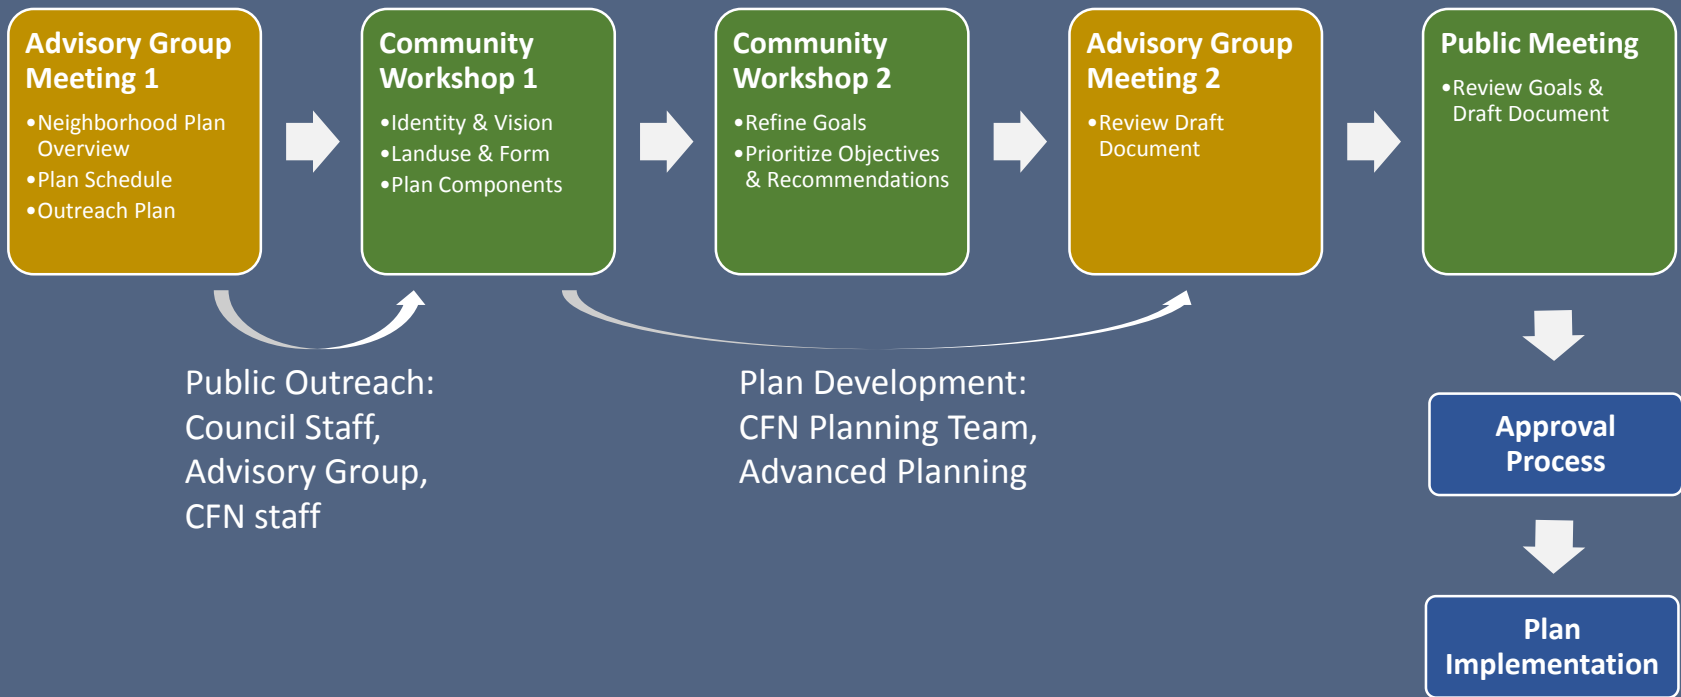 Advisory Group
Meeting 1
•Neighborhood Plan
Overview
•Plan Schedule
•Outreach Plan
Community
Workshop 1
•Identity & Vision
•Landuse & Form
•Plan Components
Community
Workshop 2
•Refine Goals
•Prioritize Objectives
& Recommendations
Advisory Group
Meeting 2
•Review Draft
Document
Public Meeting
•Review Goals &
Draft Document
Public Outreach:
Council Staff,
Advisory Group,
CFN staff
Plan Development:
CFN Planning Team,
Advanced Planning
Approval
Process
Plan
Implementation